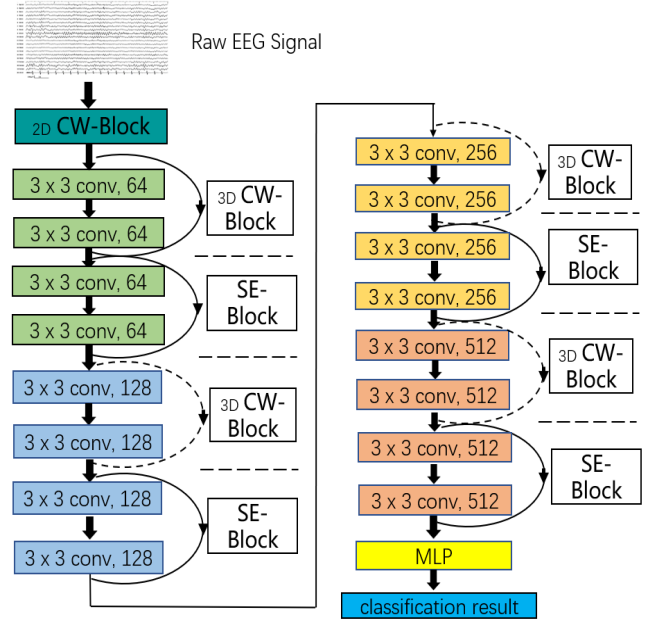 Raw EEG Signal
2D CW-Block
3 x 3 conv, 64
3 x 3 conv, 64
3D CW-
Block
3 x 3 conv, 64
3 x 3 conv, 64
SE-
Block
3 x 3 conv, 128
3 x 3 conv, 128
3D CW-
Block
3 x 3 conv, 128
3 x 3 conv, 128
SE-
Block
3 x 3 conv, 256
3 x 3 conv, 256
3D CW-
Block
3 x 3 conv, 256
3 x 3 conv, 256
SE-
Block
3 x 3 conv, 512
3 x 3 conv, 512
3D CW-
Block
3 x 3 conv, 512
3 x 3 conv, 512
SE-
Block
MLP
classification result